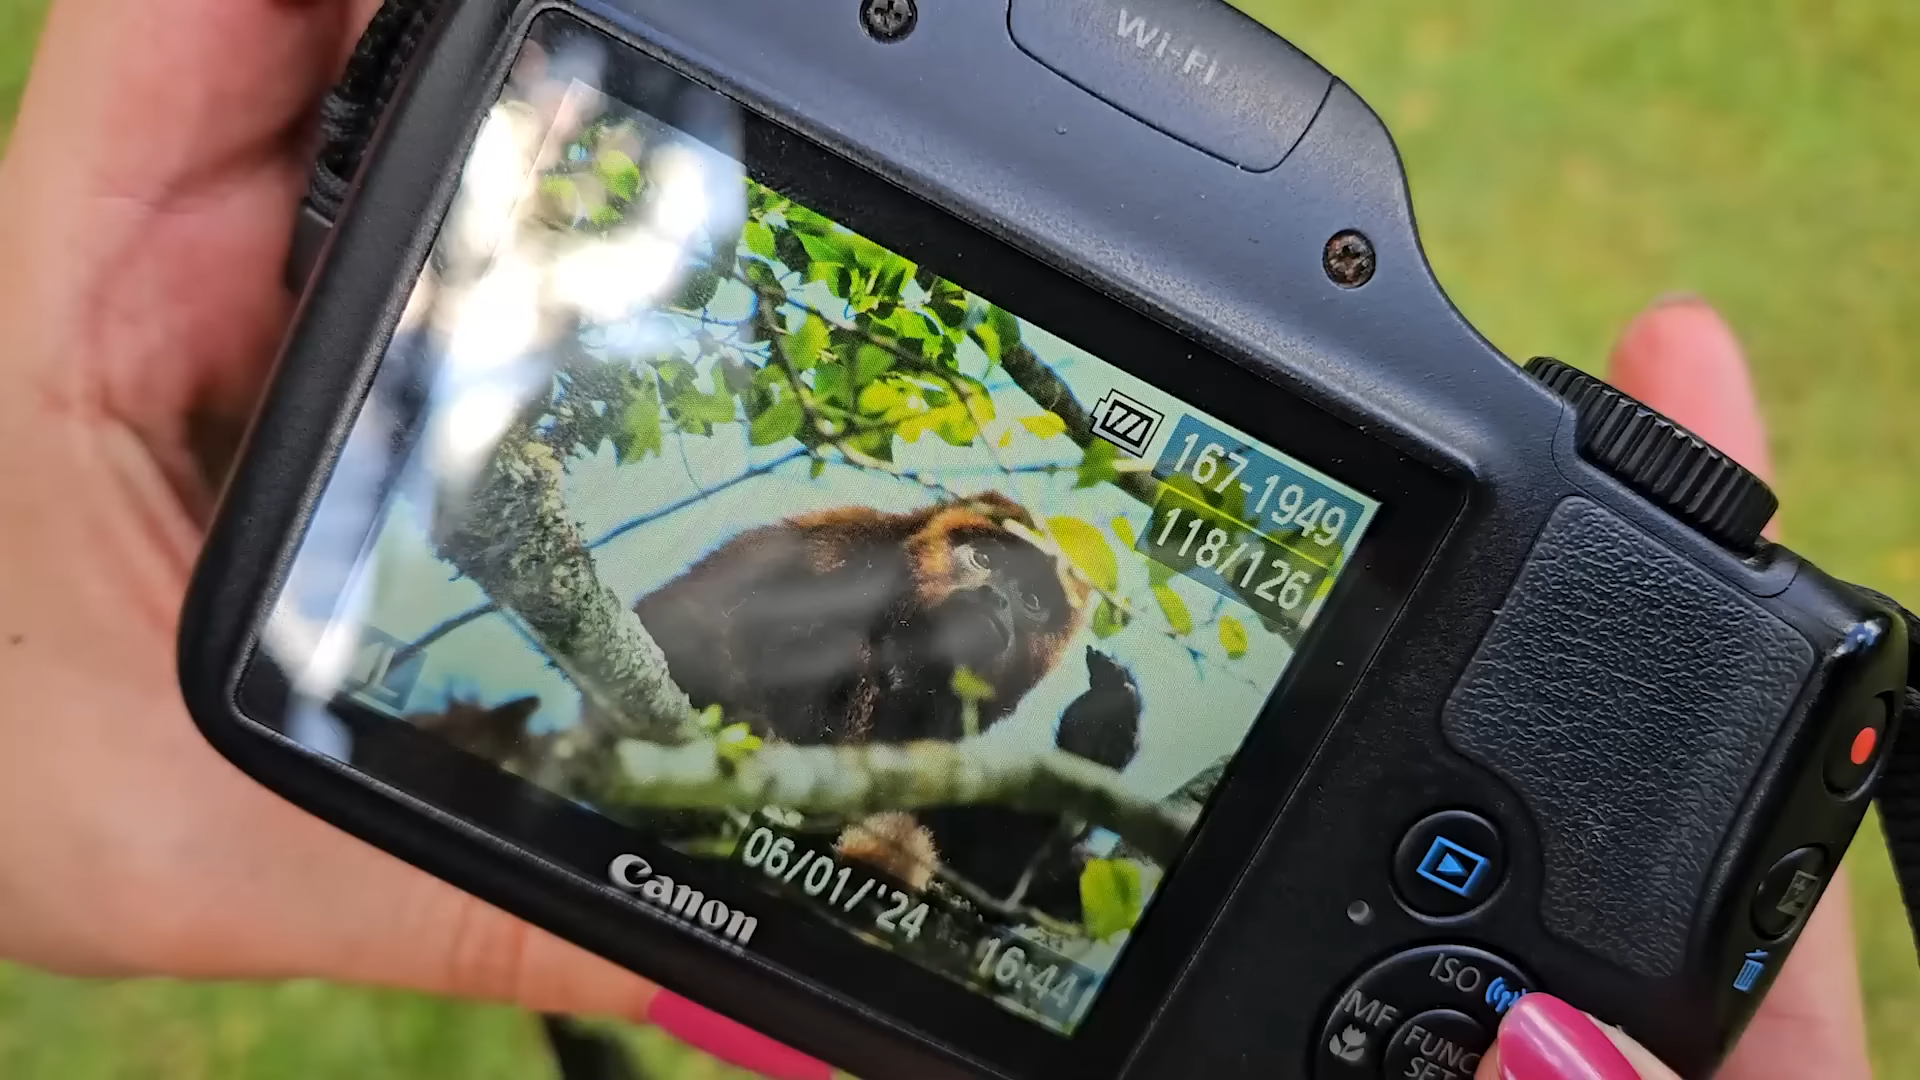 Wi-Fi
167-1949
118/126
L
06/01/'24
16:44
Canon
ISO
MF
FUNC
SET